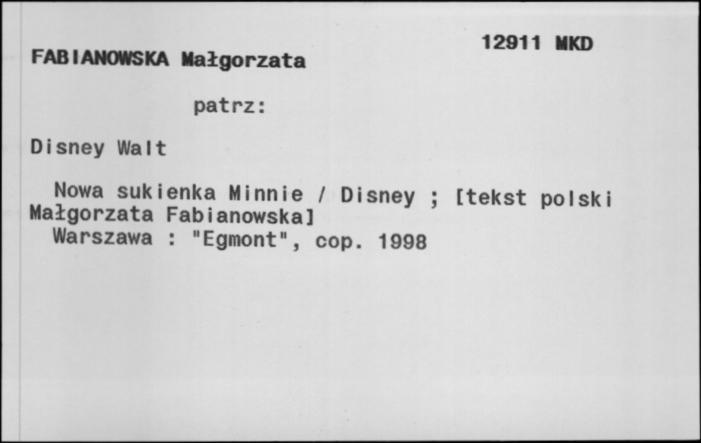 12911 MKD
FABIANOWSKA Małgorzata
patrz:
Disney Walt
Nowa sukienka Minnie / Disney ; [tekst polski
Małgorzata Fabianowska]
Warszawa : "Egmont", cop. 1998